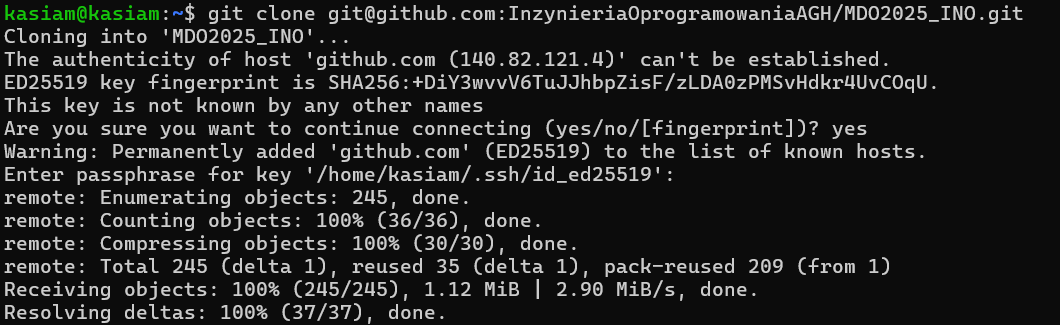 kasiam@kasiam:~$ git clone git@github.com:InzynieriaOprogramowaniaAGH/MDO2025_INO.git
Cloning into 'MDO2025_INO'...
The authenticity of host 'github.com (140.82.121.4)' can't be established.
ED25519 key fingerprint is SHA256:+DiY3wvvV6TuJJhbpZisF/zLDA0zPMSvHdkr4UvCOqU.
This key is not known by any other names
Are you sure you want to continue connecting (yes/no/[fingerprint])? yes
Warning: Permanently added 'github.com' (ED25519) to the list of known hosts.
Enter passphrase for key '/home/kasiam/.ssh/id_ed25519':
remote: Enumerating objects: 245, done.
remote: Counting objects: 100% (36/36), done.
remote: Compressing objects: 100% (30/30), done.
remote: Total 245 (delta 1), reused 35 (delta 1), pack-reused 209 (from 1)
Receiving objects: 100% (245/245), 1.12 MiB | 2.90 MiB/s, done.
Resolving deltas: 100% (37/37), done.